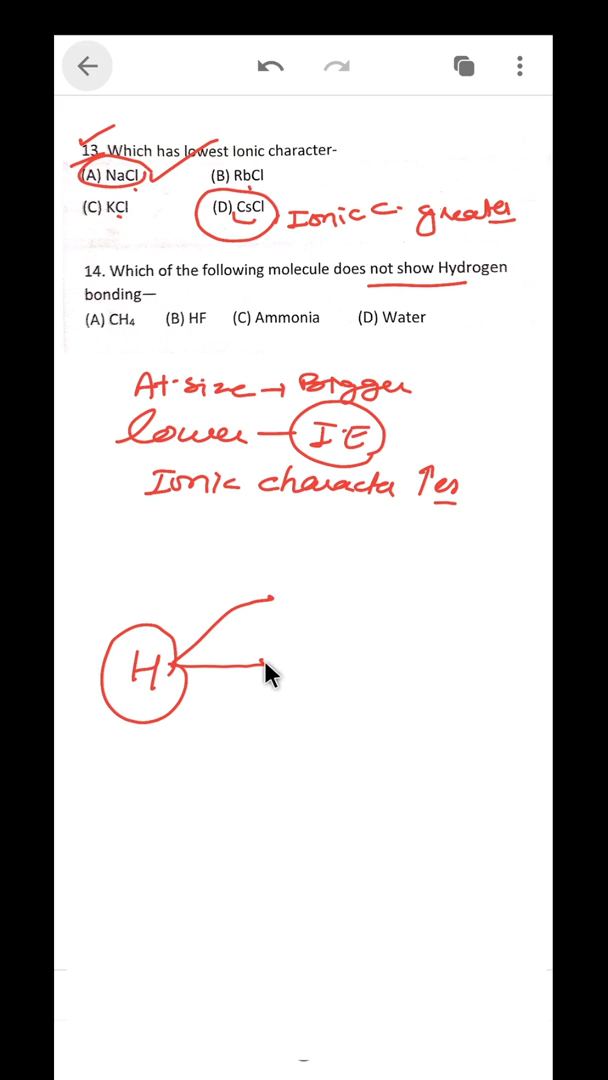 13. Which has lowest Ionic character-
(A) NaCl (B) RbCl
(C) KCl (D) CsCl Ionic C. greater
14. Which of the following molecule does not show Hydrogen
bonding—
(A) CH₄ (B) HF (C) Ammonia (D) Water
At. size → Bigger
lower — I.E
Ionic characta ↑es
H